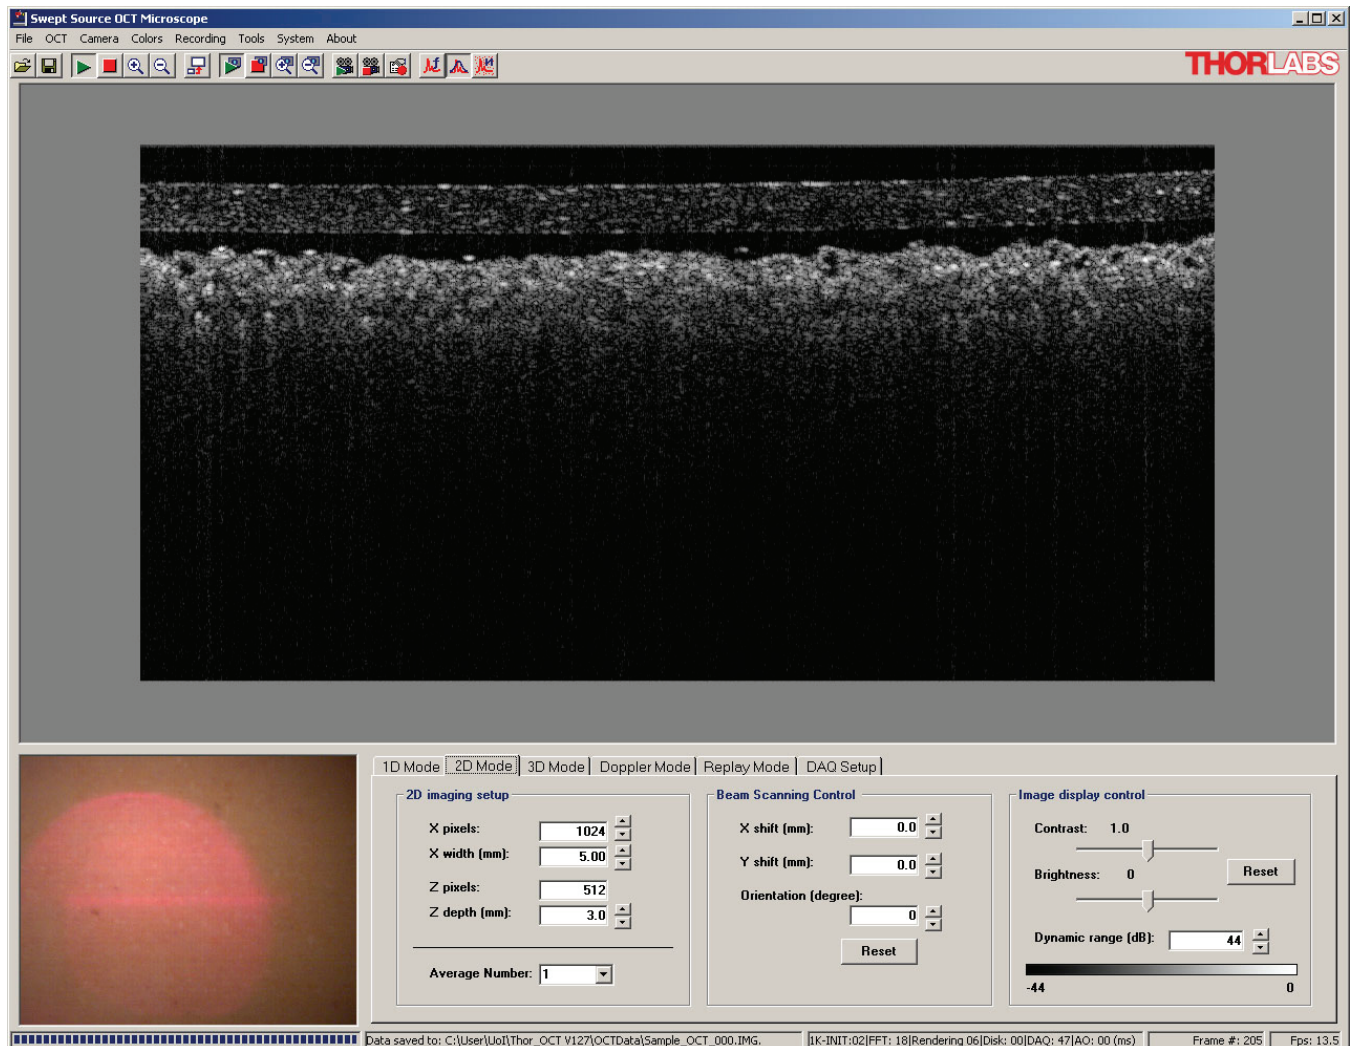 Swept Source OCT Microscope
File OCT Camera Colors Recording Tools System About
THORLABS
1D Mode 2D Mode 3D Mode Doppler Mode Replay Mode DAQ Setup
2D imaging setup
X pixels: 1024
X width (mm): 5.00
Z pixels: 512
Z depth (mm): 3.0
Average Number: 1
Beam Scanning Control
X shift (mm): 0.0
Y shift (mm): 0.0
Orientation (degree):
0
Reset
Image display control
Contrast: 1.0
Brightness: 0
Reset
Dynamic range (dB): 44
-44 0
Data saved to: C:\User\UoI\Thor_OCT V127\OCTData\Sample_OCT_000.IMG. 1K-INIT:02|FFT: 18|Rendering 06|Disk: 00|DAQ: 47|AO: 00 (ms) Frame #: 205 Fps: 13.5